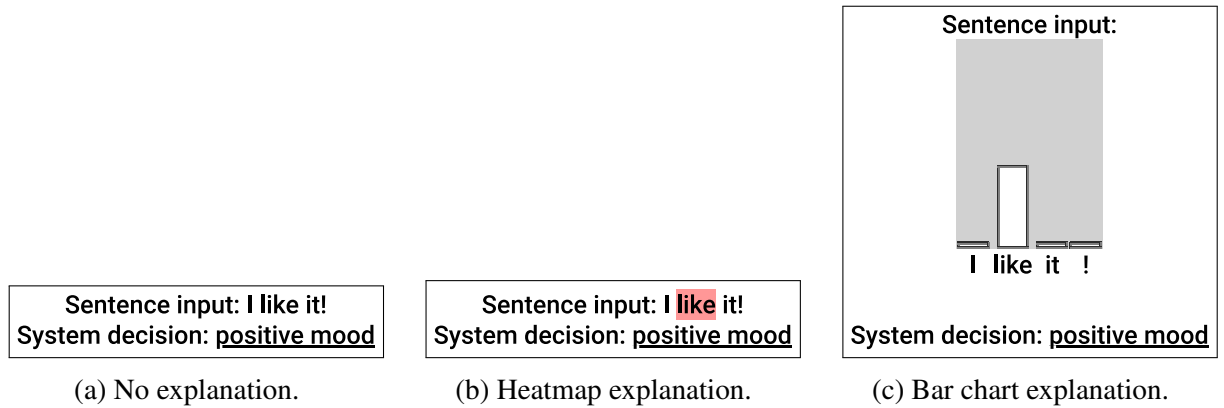 Sentence input: I like it!
System decision: positive mood
(a) No explanation.
Sentence input: I like it!
System decision: positive mood
(b) Heatmap explanation.
Sentence input:
I like it !
System decision: positive mood
(c) Bar chart explanation.